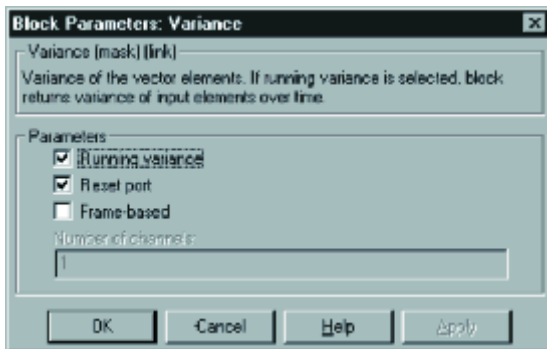 Block Parameters: Variance
Variance (mask) (link)
Variance of the vector elements. If running variance is selected, block
returns variance of input elements over time.
Parameters
Running variance
Reset port
Frame-based
Number of channels:
1
OK
Cancel
Help
Apply